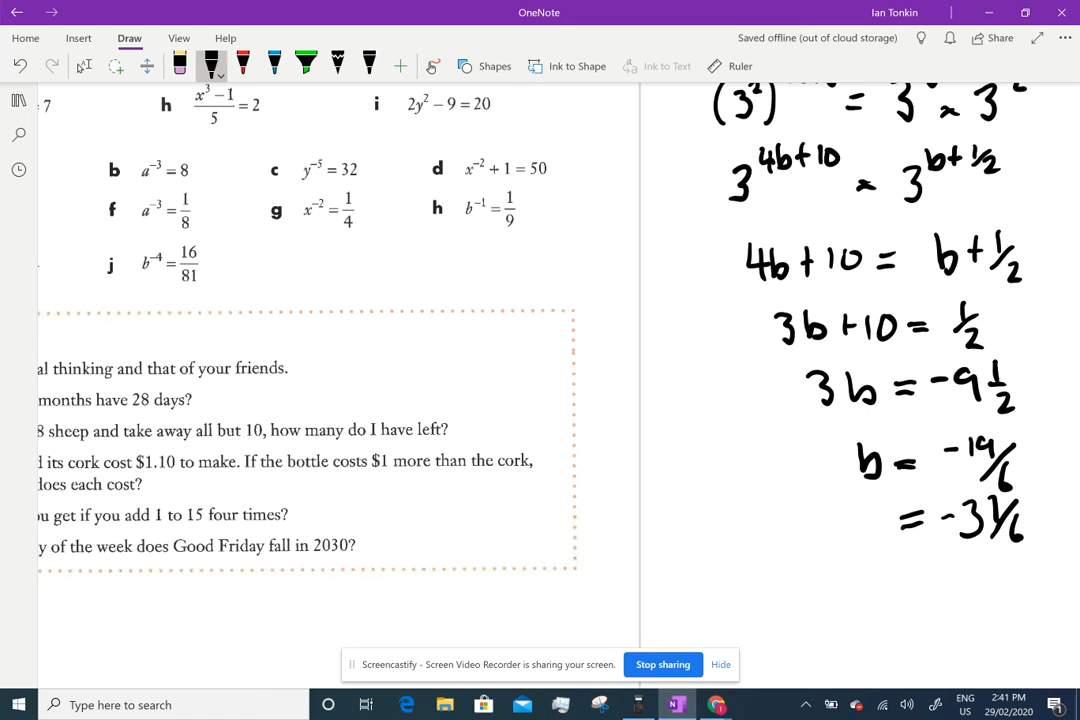 OneNote
Ian Tonkin
Home Insert Draw View Help
Saved offline (out of cloud storage)
Share
Shapes
Ink to Shape
Ink to Text
Ruler
= 7
h x³ − 1 / 5 = 2
i 2y² − 9 = 20
b a⁻³ = 8
c y⁻⁵ = 32
d x⁻² + 1 = 50
f a⁻³ = 1/8
g x⁻² = 1/4
h b⁻¹ = 1/9
j b⁻⁴ = 16/81
al thinking and that of your friends.
months have 28 days?
8 sheep and take away all but 10, how many do I have left?
d its cork cost $1.10 to make. If the bottle costs $1 more than the cork,
does each cost?
ou get if you add 1 to 15 four times?
y of the week does Good Friday fall in 2030?
(3²) = 3 × 3
3^(4b+10) = 3^(b+1/2)
4b+10 = b+1/2
3b+10 = 1/2
3b = -9 1/2
b = -19/6
= -3 1/6
Screencastify - Screen Video Recorder is sharing your screen.
Stop sharing
Hide
Type here to search
ENG
US
2:41 PM
29/02/2020